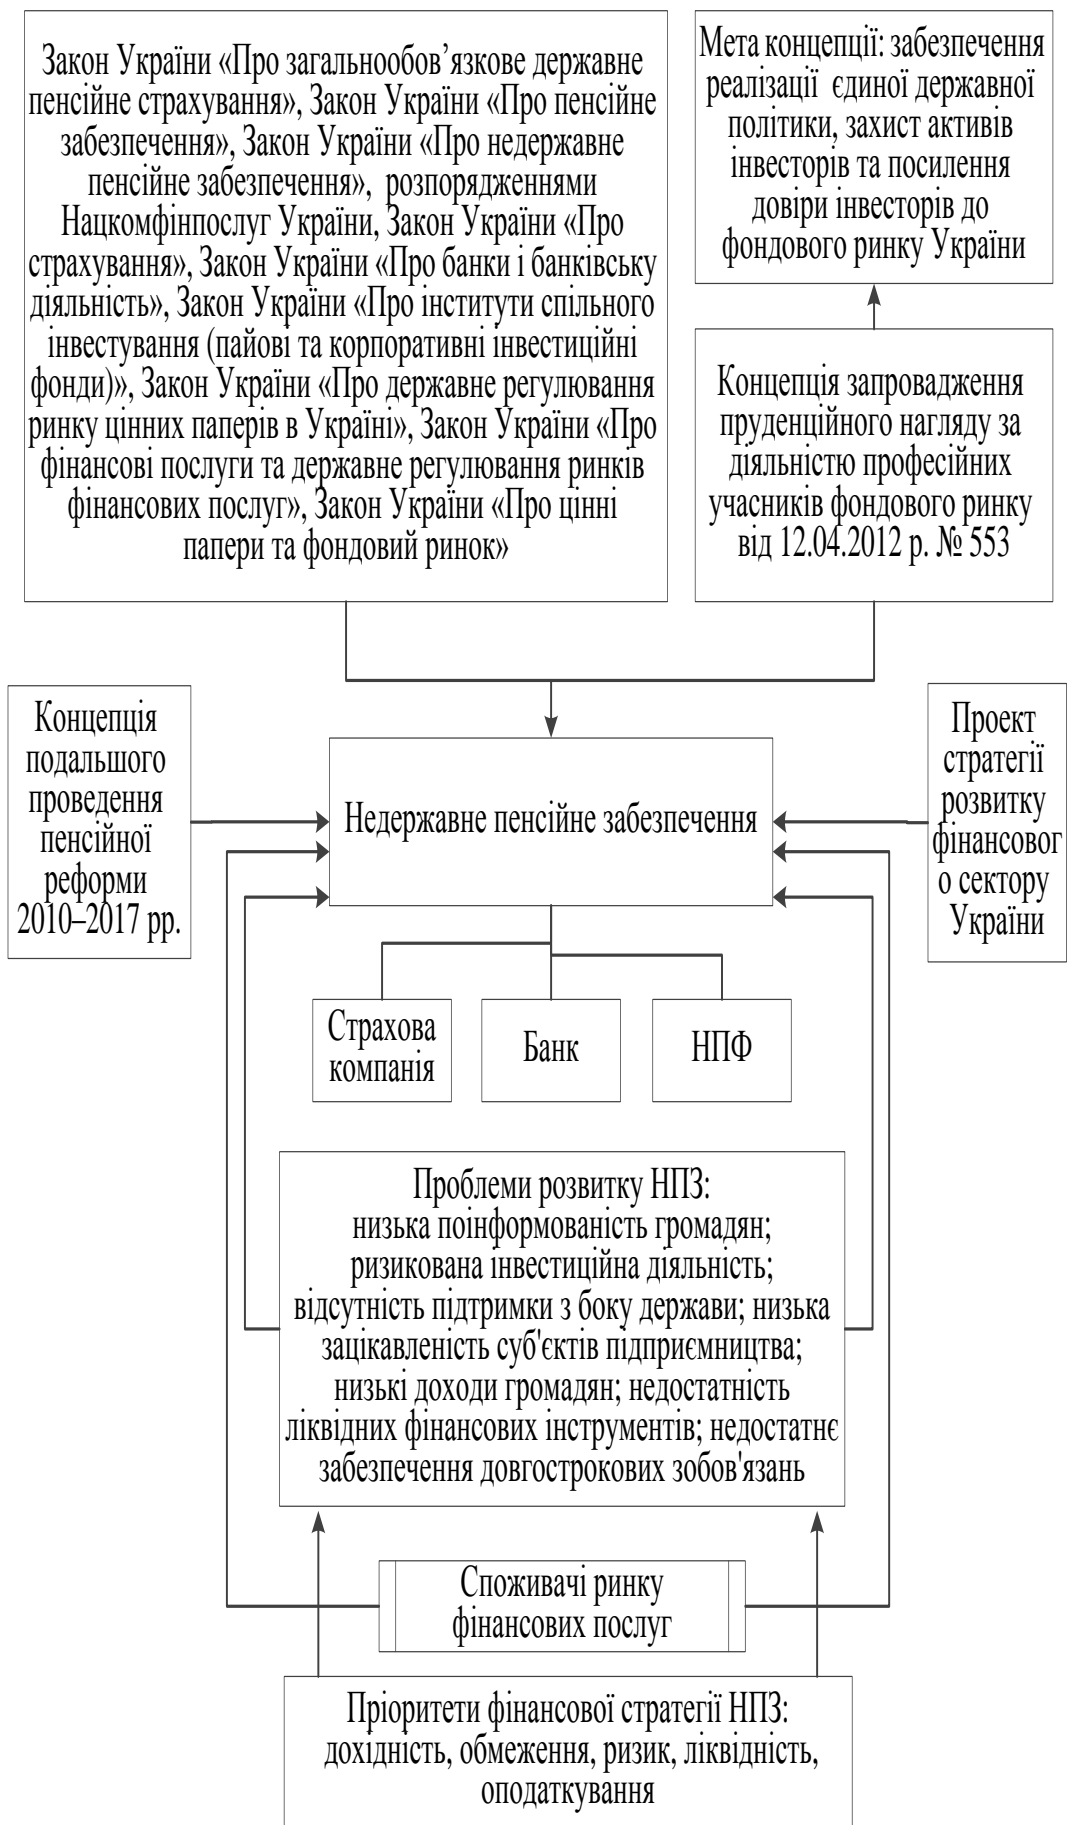 Закон України «Про загальнообов’язкове державне
пенсійне страхування», Закон України «Про пенсійне
забезпечення», Закон України «Про недержавне
пенсійне забезпечення», розпорядженнями
Нацкомфінпослуг України, Закон України «Про
страхування», Закон України «Про банки і банківську
діяльність», Закон України «Про інститути спільного
інвестування (пайові та корпоративні інвестиційні
фонди)», Закон України «Про державне регулювання
ринку цінних паперів в Україні», Закон України «Про
фінансові послуги та державне регулювання ринків
фінансових послуг», Закон України «Про цінні
папери та фондовий ринок»
Мета концепції: забезпечення
реалізації єдиної державної
політики, захист активів
інвесторів та посилення
довіри інвесторів до
фондового ринку України
Концепція запровадження
пруденційного нагляду за
діяльністю професійних
учасників фондового ринку
від 12.04.2012 р. № 553
Концепція
подальшого
проведення
пенсійної
реформи
2010–2017 рр.
Недержавне пенсійне забезпечення
Проект
стратегії
розвитку
фінансовог
о сектору
України
Страхова
компанія
Банк
НПФ
Проблеми розвитку НПЗ:
низька поінформованість громадян;
ризикована інвестиційна діяльність;
відсутність підтримки з боку держави; низька
зацікавленість суб'єктів підприємництва;
низькі доходи громадян; недостатність
ліквідних фінансових інструментів; недостатнє
забезпечення довгострокових зобов'язань
Споживачі ринку
фінансових послуг
Пріоритети фінансової стратегії НПЗ:
дохідність, обмеження, ризик, ліквідність,
оподаткування